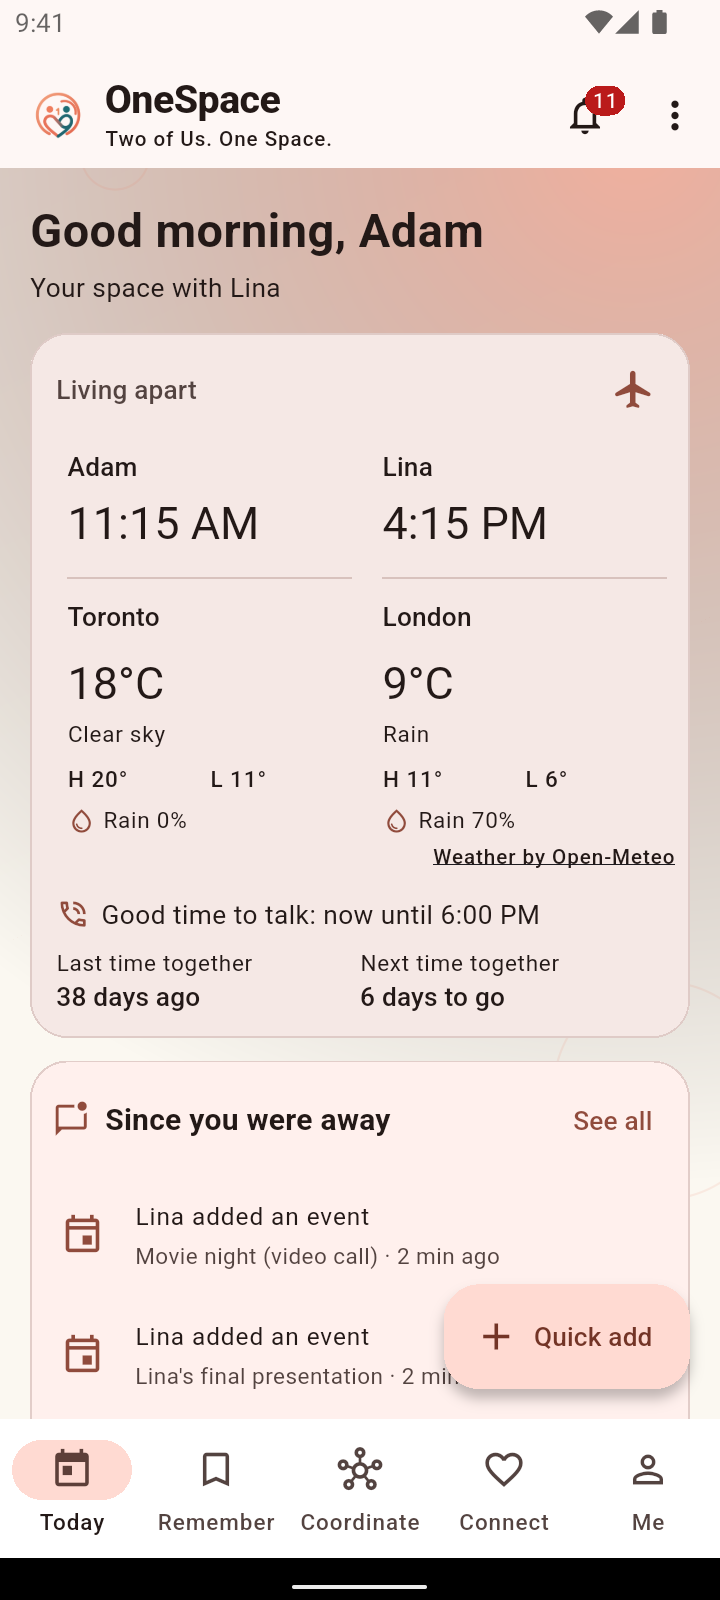 9:41
OneSpace
Two of Us. One Space.
11
Good morning, Adam
Your space with Lina
Living apart
Adam
11:15 AM
Lina
4:15 PM
Toronto
18°C
Clear sky
H 20° L 11°
Rain 0%
London
9°C
Rain
H 11° L 6°
Rain 70%
Weather by Open-Meteo
Good time to talk: now until 6:00 PM
Last time together
38 days ago
Next time together
6 days to go
Since you were away
See all
Lina added an event
Movie night (video call) · 2 min ago
Lina added an event
Lina's final presentation · 2 min
Quick add
Today
Remember
Coordinate
Connect
Me